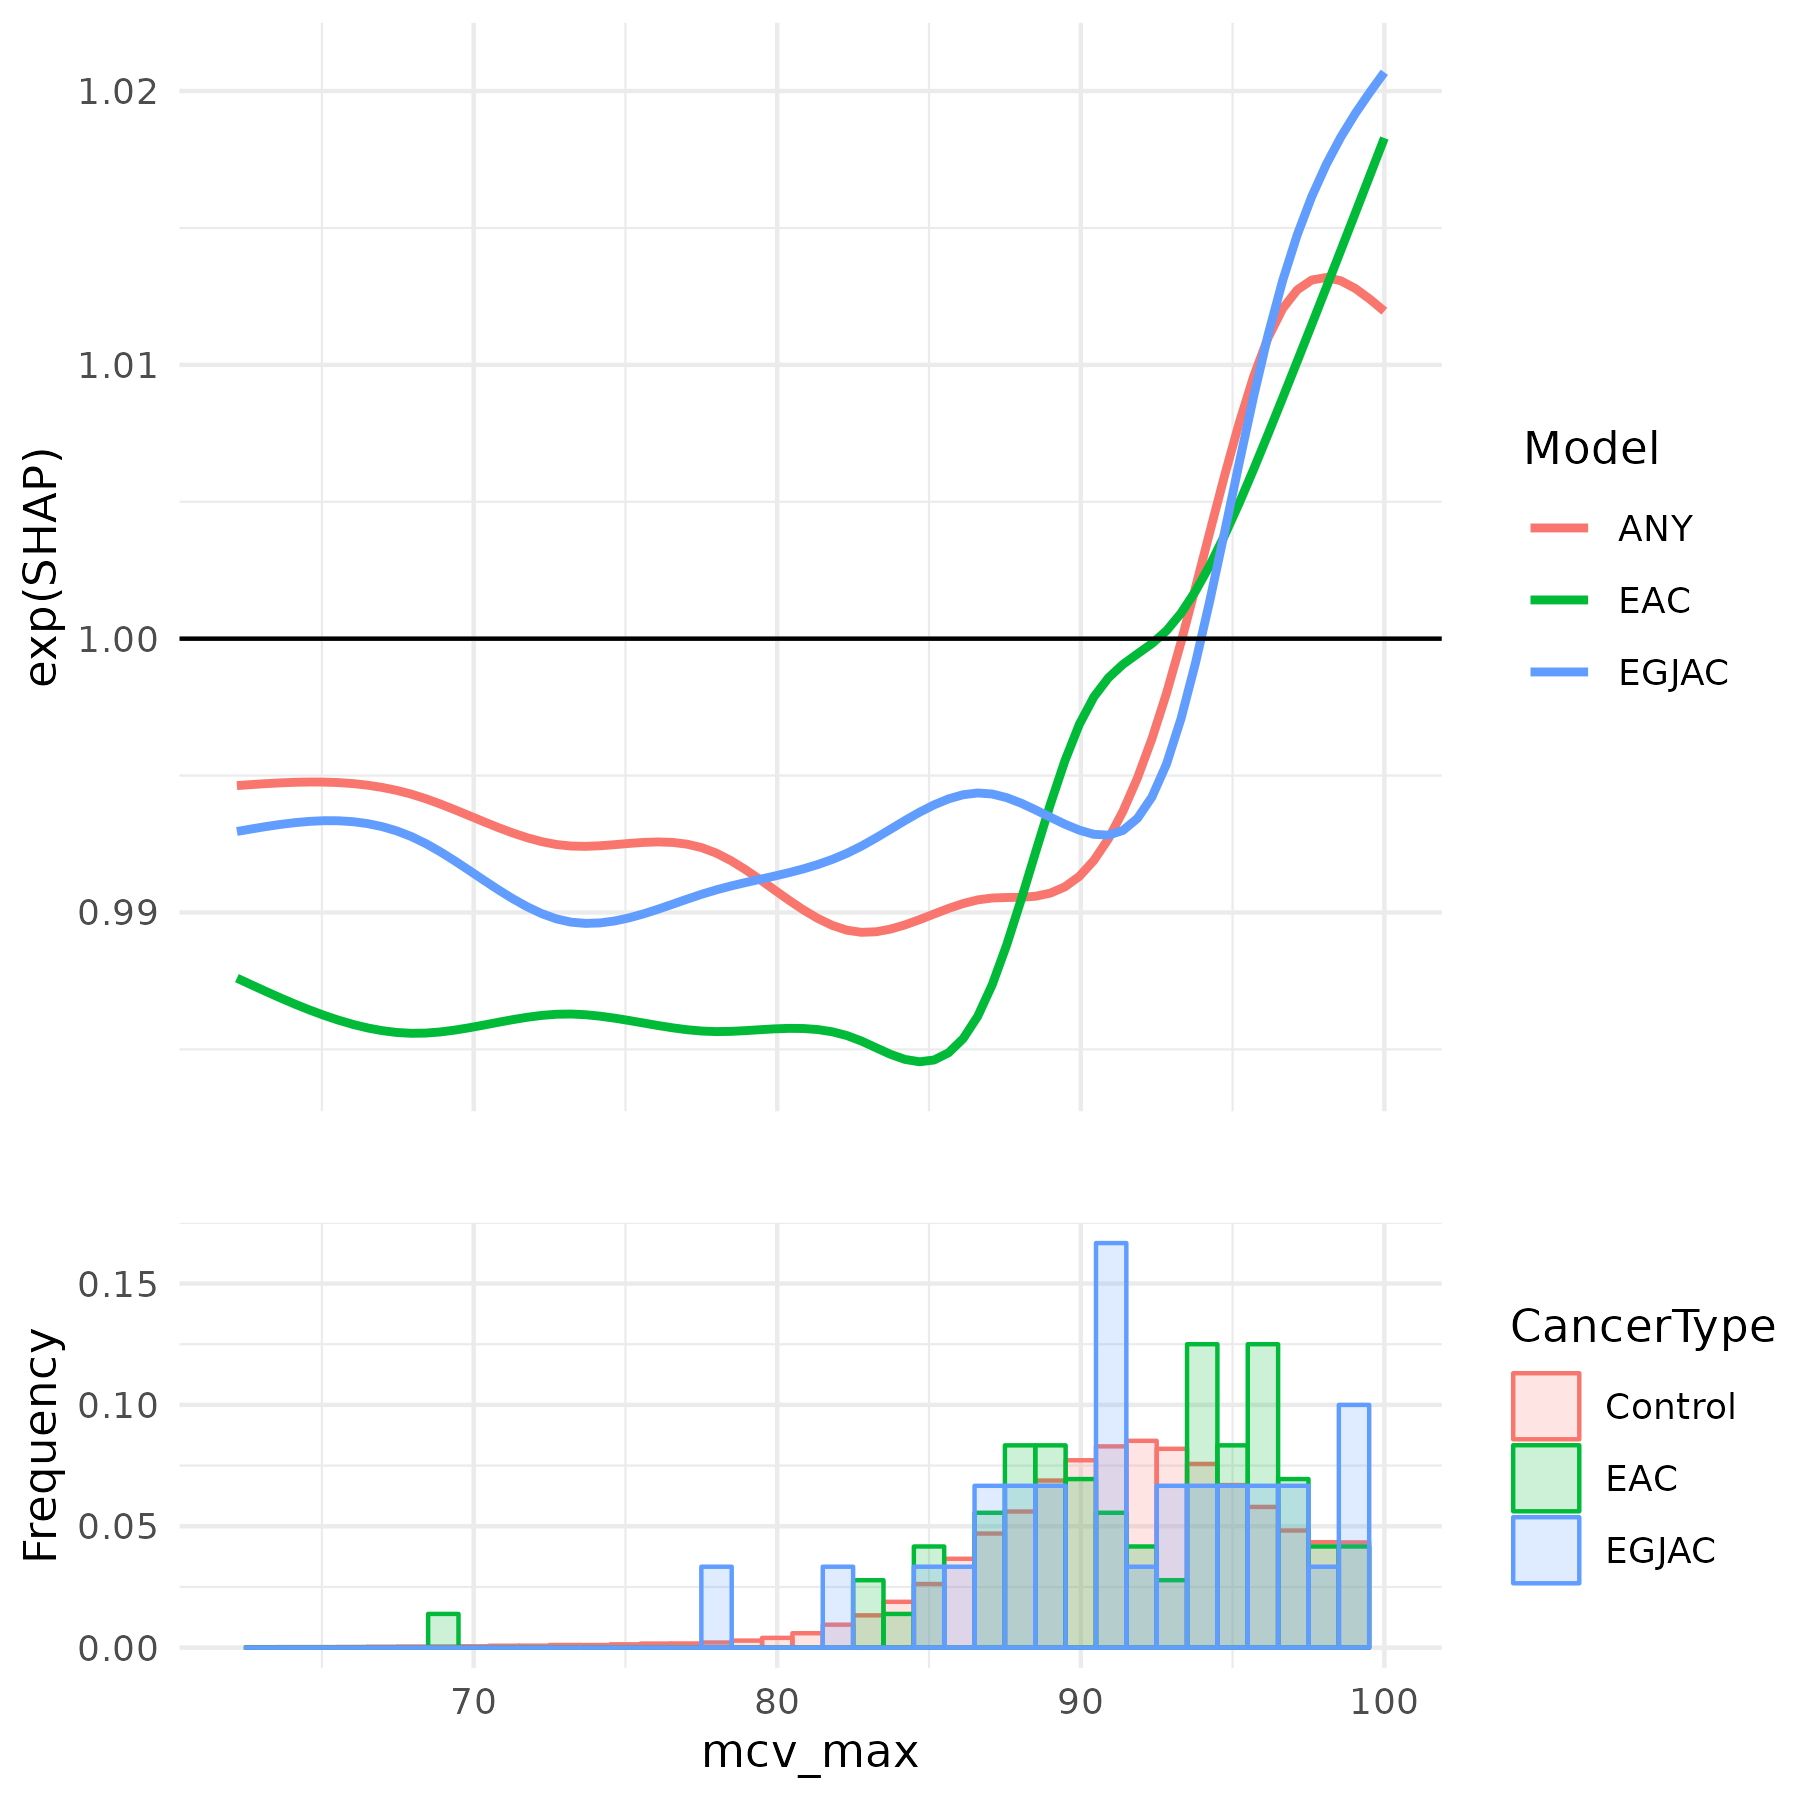 1.02
1.01
1.00
0.99
exp(SHAP)
Model
ANY
EAC
EGJAC
0.15
0.10
0.05
0.00
Frequency
70 80 90 100
mcv_max
CancerType
Control
EAC
EGJAC